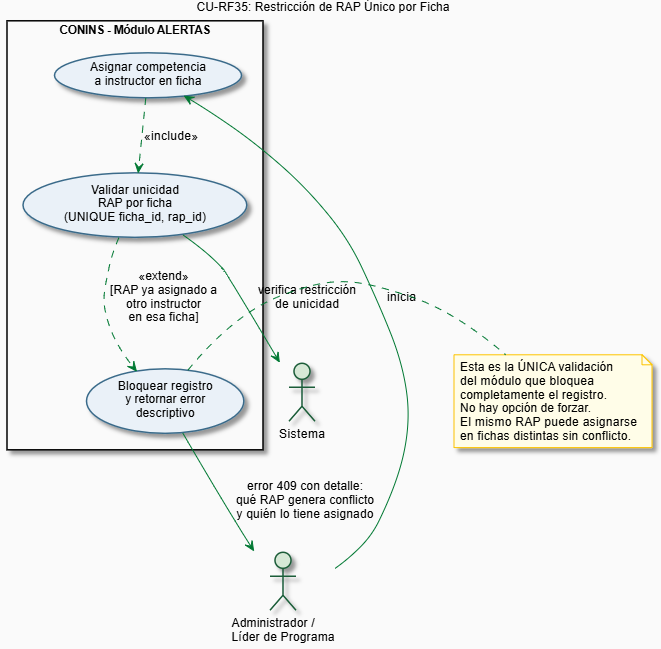 CU-RF35: Restricción de RAP Único por Ficha
CONINS - Módulo ALERTAS
Asignar competencia
a instructor en ficha
«include»
Validar unicidad
RAP por ficha
(UNIQUE ficha_id, rap_id)
«extend»
[RAP ya asignado a
otro instructor
en esa ficha]
verifica restricción
de unicidad
inicia
Bloquear registro
y retornar error
descriptivo
Sistema
Esta es la ÚNICA validación
del módulo que bloquea
completamente el registro.
No hay opción de forzar.
El mismo RAP puede asignarse
en fichas distintas sin conflicto.
error 409 con detalle:
qué RAP genera conflicto
y quién lo tiene asignado
Administrador /
Líder de Programa